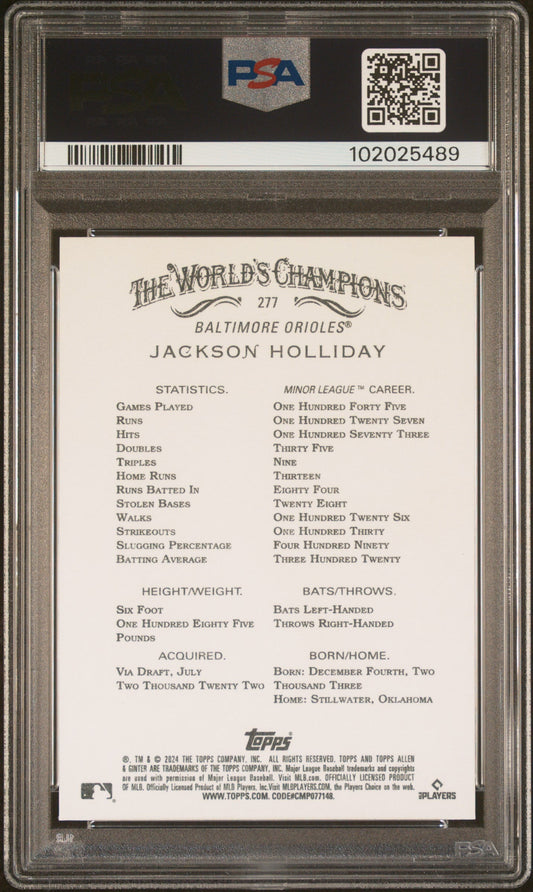 PSA
102025489
THE WORLD'S CHAMPIONS
277
BALTIMORE ORIOLES®
JACKSON HOLLIDAY
STATISTICS. MINOR LEAGUE™ CAREER.
GAMES PLAYED ONE HUNDRED FORTY FIVE
RUNS ONE HUNDRED TWENTY SEVEN
HITS ONE HUNDRED SEVENTY THREE
DOUBLES THIRTY FIVE
TRIPLES NINE
HOME RUNS THIRTEEN
RUNS BATTED IN EIGHTY FOUR
STOLEN BASES TWENTY EIGHT
WALKS ONE HUNDRED TWENTY SIX
STRIKEOUTS ONE HUNDRED THIRTY
SLUGGING PERCENTAGE FOUR HUNDRED NINETY
BATTING AVERAGE THREE HUNDRED TWENTY
HEIGHT/WEIGHT.
SIX FOOT
ONE HUNDRED EIGHTY FIVE
POUNDS
BATS/THROWS.
BATS LEFT-HANDED
THROWS RIGHT-HANDED
ACQUIRED.
VIA DRAFT, JULY
TWO THOUSAND TWENTY TWO
BORN/HOME.
BORN: DECEMBER FOURTH, TWO
THOUSAND THREE
HOME: STILLWATER, OKLAHOMA
Topps®
®, TM & © 2024 THE TOPPS COMPANY, INC. ALL RIGHTS RESERVED. TOPPS AND TOPPS ALLEN
& GINTER ARE TRADEMARKS OF THE TOPPS COMPANY, INC. Major League Baseball trademarks and copyrights
are used with permission of Major League Baseball. Visit MLB.com. OFFICIALLY LICENSED PRODUCT
OF MLB. Officially Licensed Product of MLB Players, Inc. Visit MLBPLAYERS.COM, the Players Choice on the web.
WWW.TOPPS.COM. CODE#CMP077148.
PLAYERS
PSA